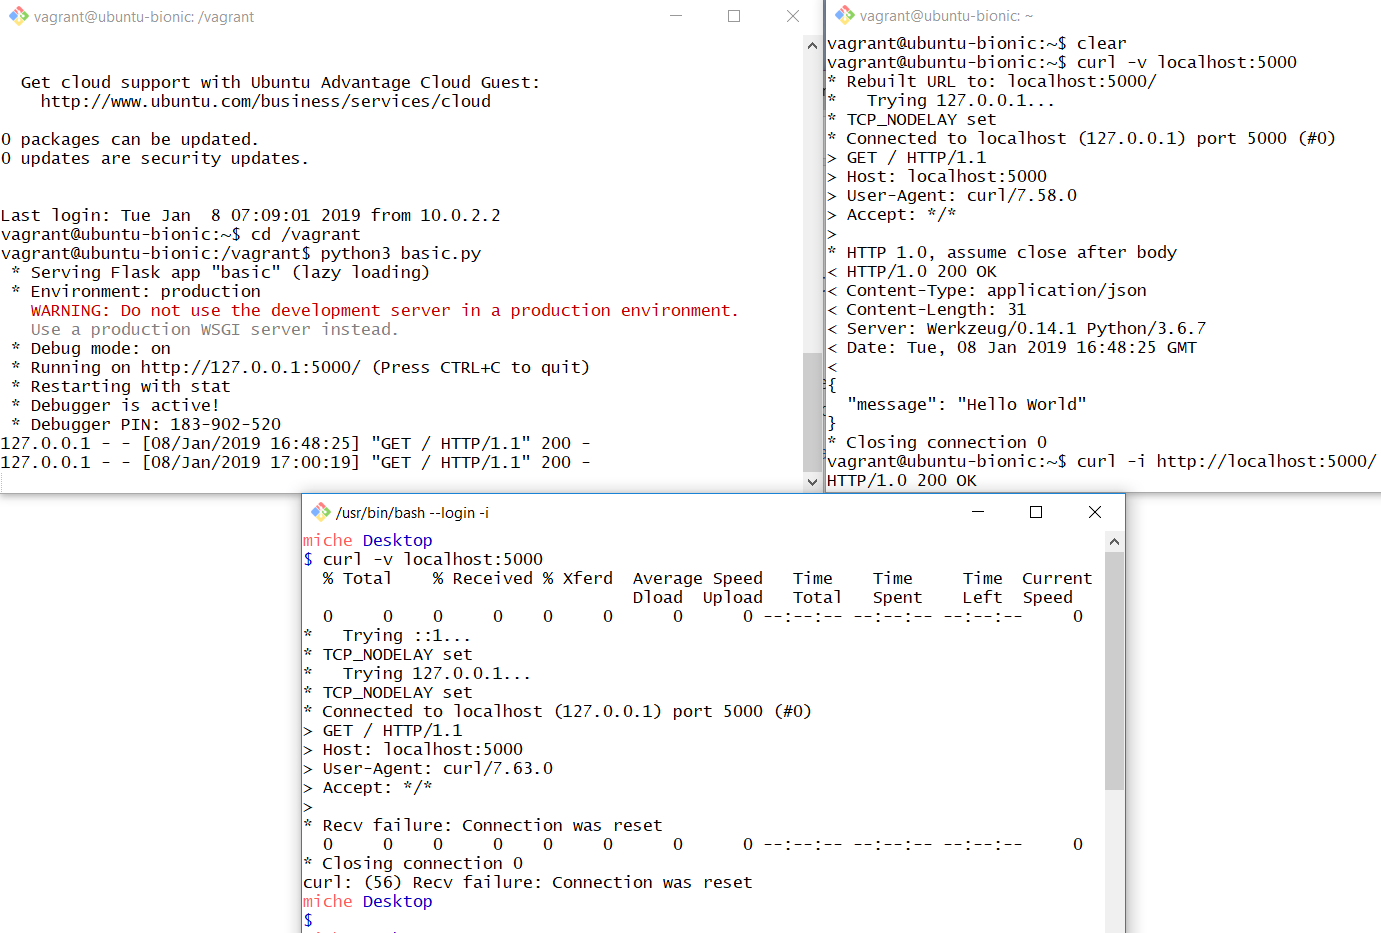 vagrant@ubuntu-bionic: /vagrant
Get cloud support with Ubuntu Advantage Cloud Guest:
http://www.ubuntu.com/business/services/cloud
0 packages can be updated.
0 updates are security updates.
Last login: Tue Jan  8 07:09:01 2019 from 10.0.2.2
vagrant@ubuntu-bionic:~$ cd /vagrant
vagrant@ubuntu-bionic:/vagrant$ python3 basic.py
* Serving Flask app "basic" (lazy loading)
* Environment: production
WARNING: Do not use the development server in a production environment.
Use a production WSGI server instead.
* Debug mode: on
* Running on http://127.0.0.1:5000/ (Press CTRL+C to quit)
* Restarting with stat
* Debugger is active!
* Debugger PIN: 183-902-520
127.0.0.1 - - [08/Jan/2019 16:48:25] "GET / HTTP/1.1" 200 -
127.0.0.1 - - [08/Jan/2019 17:00:19] "GET / HTTP/1.1" 200 -
vagrant@ubuntu-bionic: ~
vagrant@ubuntu-bionic:~$ clear
vagrant@ubuntu-bionic:~$ curl -v localhost:5000
* Rebuilt URL to: localhost:5000/
*   Trying 127.0.0.1...
* TCP_NODELAY set
* Connected to localhost (127.0.0.1) port 5000 (#0)
> GET / HTTP/1.1
> Host: localhost:5000
> User-Agent: curl/7.58.0
> Accept: */*
>
* HTTP 1.0, assume close after body
< HTTP/1.0 200 OK
< Content-Type: application/json
< Content-Length: 31
< Server: Werkzeug/0.14.1 Python/3.6.7
< Date: Tue, 08 Jan 2019 16:48:25 GMT
<
{
"message": "Hello World"
}
* Closing connection 0
vagrant@ubuntu-bionic:~$ curl -i http://localhost:5000/
HTTP/1.0 200 OK
/usr/bin/bash --login -i
miche Desktop
$ curl -v localhost:5000
% Total    % Received % Xferd  Average Speed   Time    Time     Time  Current
Dload  Upload   Total   Spent    Left  Speed
0     0    0     0    0     0      0      0 --:--:-- --:--:-- --:--:--     0
*   Trying ::1...
* TCP_NODELAY set
*   Trying 127.0.0.1...
* TCP_NODELAY set
* Connected to localhost (127.0.0.1) port 5000 (#0)
> GET / HTTP/1.1
> Host: localhost:5000
> User-Agent: curl/7.63.0
> Accept: */*
>
* Recv failure: Connection was reset
0     0    0     0    0     0      0      0 --:--:-- --:--:-- --:--:--     0
* Closing connection 0
curl: (56) Recv failure: Connection was reset
miche Desktop
$